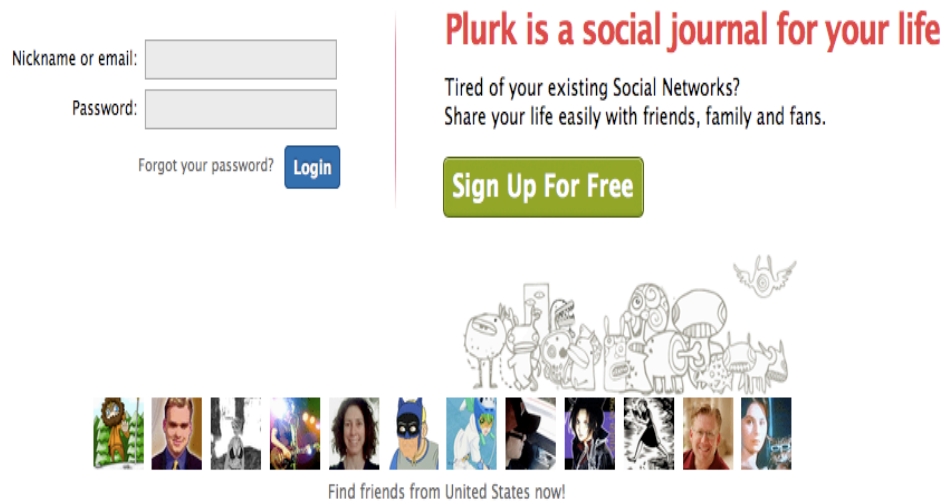 Nickname or email:
Password:
Forgot your password?
Login
Plurk is a social journal for your life
Tired of your existing Social Networks?
Share your life easily with friends, family and fans.
Sign Up For Free
Find friends from United States now!